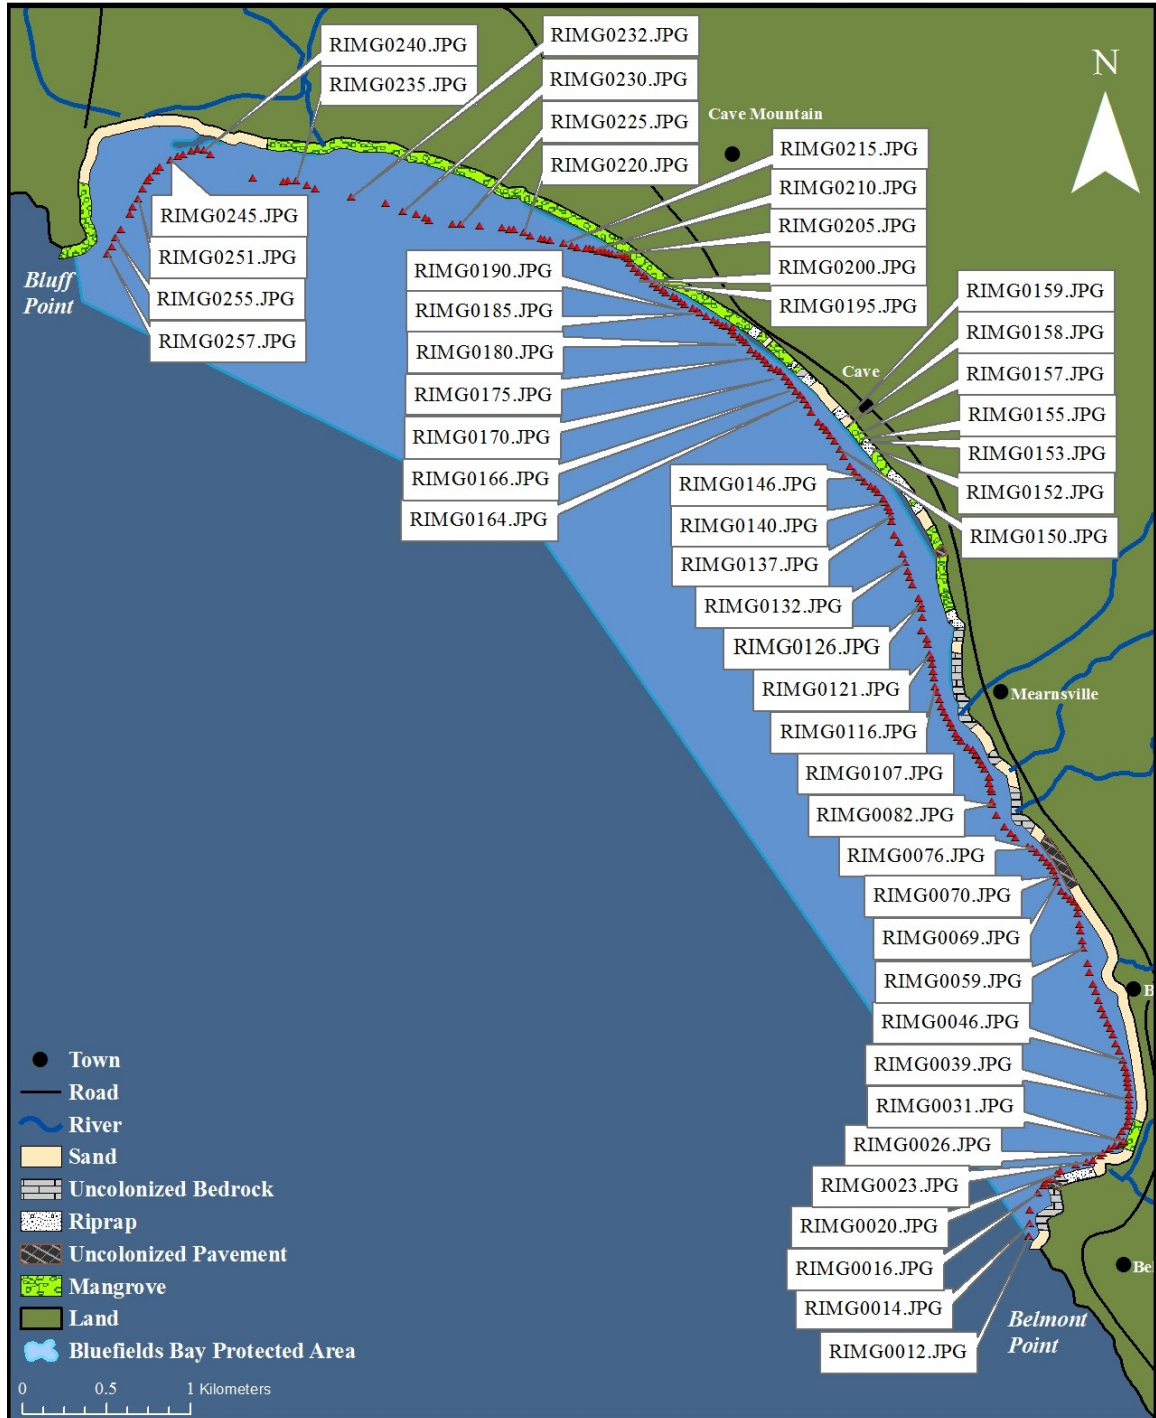 RIMG0240.JPG
RIMG0235.JPG
RIMG0232.JPG
RIMG0230.JPG
RIMG0225.JPG
RIMG0220.JPG
N
Cave Mountain
RIMG0215.JPG
RIMG0210.JPG
RIMG0205.JPG
RIMG0200.JPG
RIMG0195.JPG
RIMG0245.JPG
RIMG0251.JPG
RIMG0255.JPG
RIMG0257.JPG
Bluff
Point
RIMG0190.JPG
RIMG0185.JPG
RIMG0180.JPG
RIMG0175.JPG
RIMG0170.JPG
RIMG0166.JPG
RIMG0164.JPG
RIMG0159.JPG
RIMG0158.JPG
RIMG0157.JPG
RIMG0155.JPG
RIMG0153.JPG
RIMG0152.JPG
RIMG0150.JPG
Cave
RIMG0146.JPG
RIMG0140.JPG
RIMG0137.JPG
RIMG0132.JPG
RIMG0126.JPG
RIMG0121.JPG
RIMG0116.JPG
RIMG0107.JPG
RIMG0082.JPG
RIMG0076.JPG
RIMG0070.JPG
RIMG0069.JPG
RIMG0059.JPG
RIMG0046.JPG
RIMG0039.JPG
RIMG0031.JPG
RIMG0026.JPG
RIMG0023.JPG
RIMG0020.JPG
RIMG0016.JPG
RIMG0014.JPG
RIMG0012.JPG
Mearnsville
B
Bel
Belmont
Point
Town
Road
River
Sand
Uncolonized Bedrock
Riprap
Uncolonized Pavement
Mangrove
Land
Bluefields Bay Protected Area
0 0.5 1 Kilometers